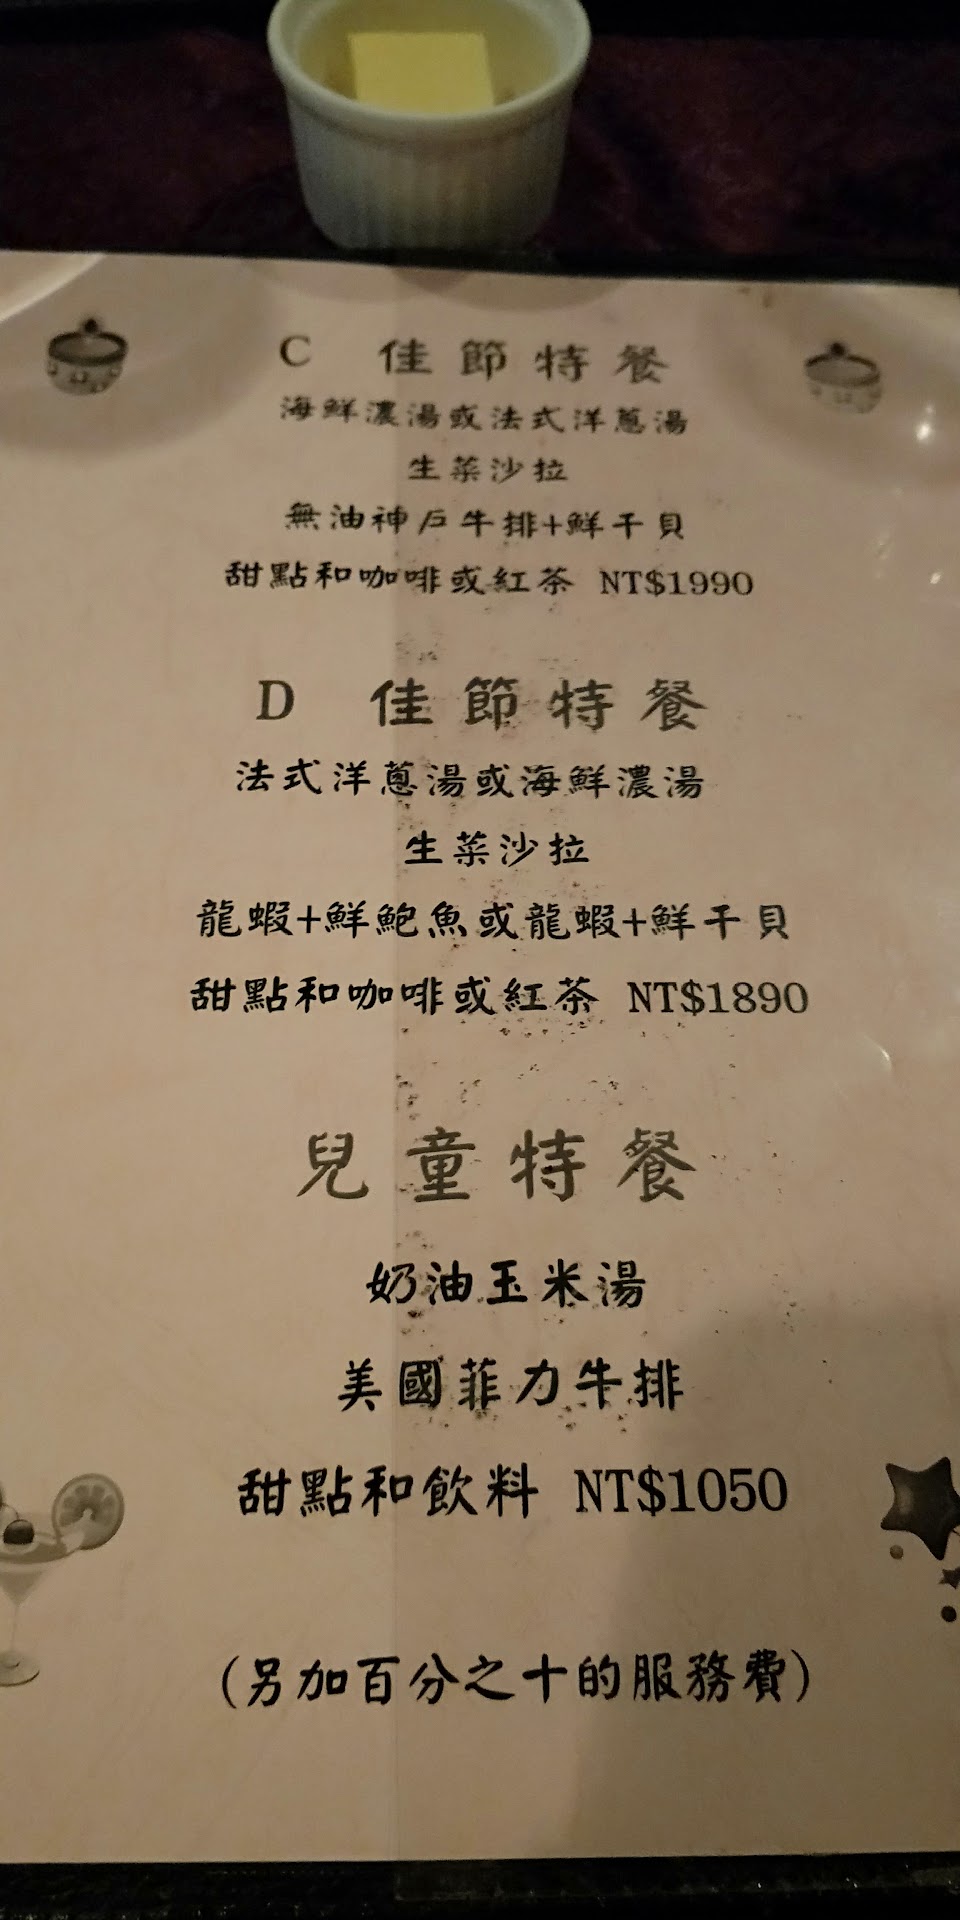 C 佳節特餐
海鮮濃湯或法式洋蔥湯
生菜沙拉
無油神戶牛排+鮮干貝
甜點和咖啡或紅茶 NT$1990
D 佳節特餐
法式洋蔥湯或海鮮濃湯
生菜沙拉
龍蝦+鮮鮑魚或龍蝦+鮮干貝
甜點和咖啡或紅茶 NT$1890
兒童特餐
奶油玉米湯
美國菲力牛排
甜點和飲料 NT$1050
(另加百分之十的服務費)